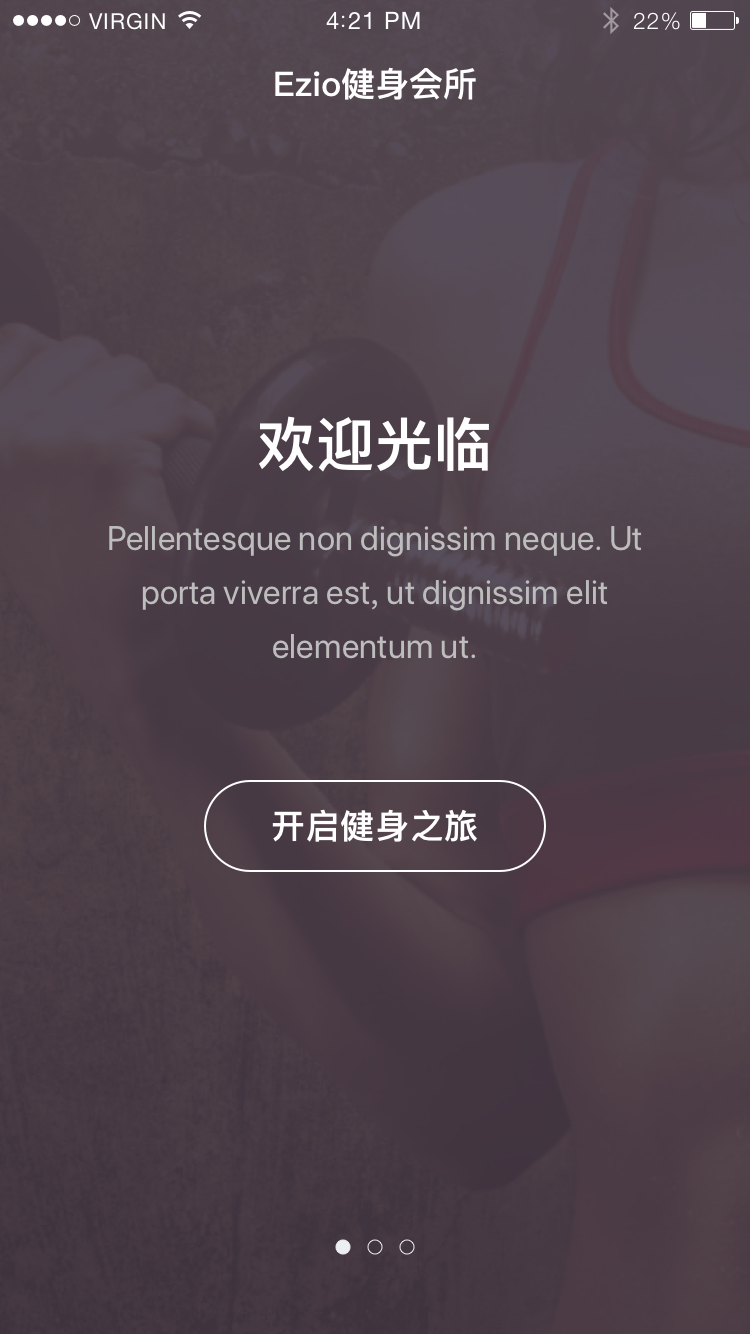 VIRGIN 4:21 PM 22%
Ezio健身会所
欢迎光临
Pellentesque non dignissim neque. Ut
porta viverra est, ut dignissim elit
elementum ut.
开启健身之旅